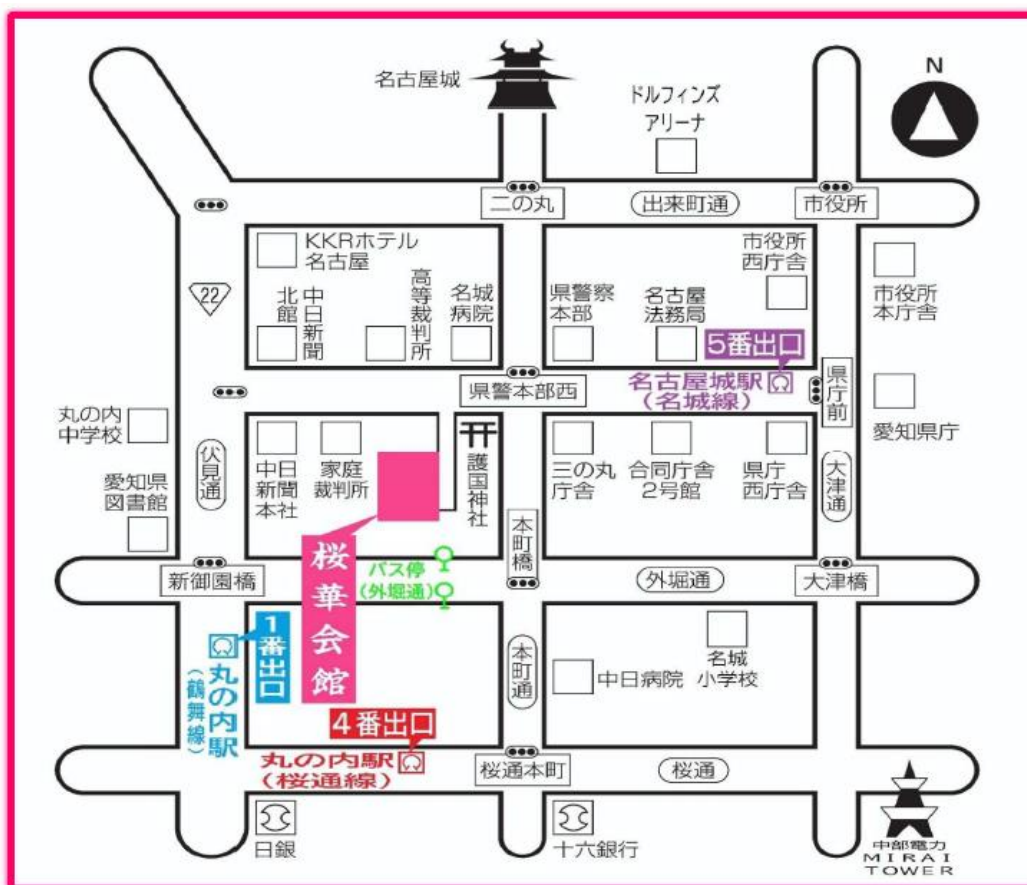 名古屋城
ドルフィンズ
アリーナ
N
二の丸
出来町通
市役所
KKRホテル
名古屋
市役所
西庁舎
市役所
本庁舎
22
北館
中日新聞
高等裁判所
名城
病院
県警察
本部
名古屋
法務局
5番出口
県警本部西
名古屋城駅
(名城線)
県庁前
愛知県庁
丸の内
中学校
伏見通
中日
新聞
本社
家庭
裁判所
護国神社
三の丸
庁舎
合同庁舎
2号館
県庁
西庁舎
大津通
愛知県
図書館
本町橋
新御園橋
桜華会館
バス停
(外堀通)
外堀通
大津橋
1番出口
丸の内駅
(鶴舞線)
本町通
中日病院
名城
小学校
4番出口
丸の内駅
(桜通線)
桜通本町
桜通
日銀
十六銀行
中部電力
MIRAI
TOWER